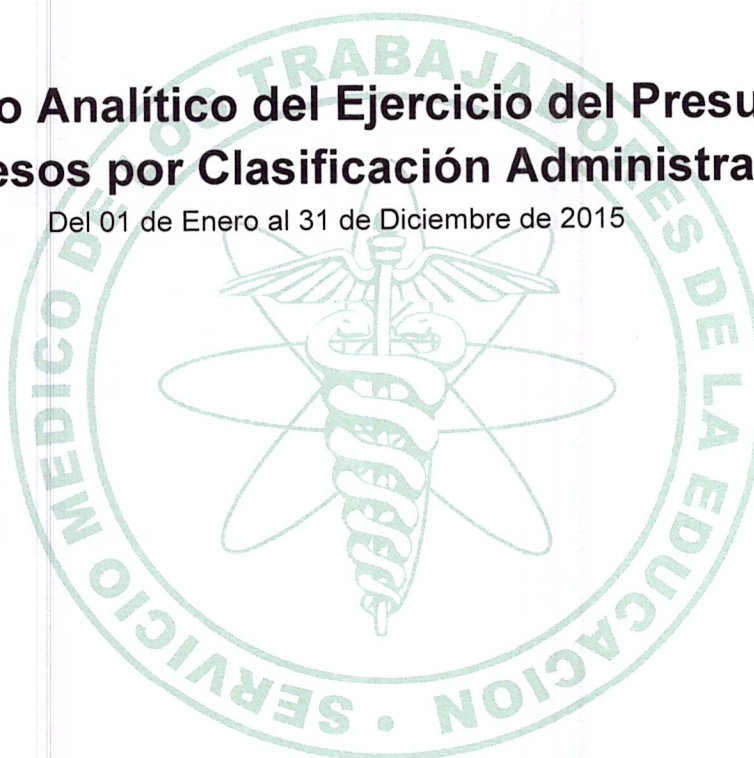 o Analítico del Ejercicio del Presu
esos por Clasificación Administra
Del 01 de Enero al 31 de Diciembre de 2015
SERVICIO MEDICO DE LOS TRABAJADORES DE LA EDUCACION •